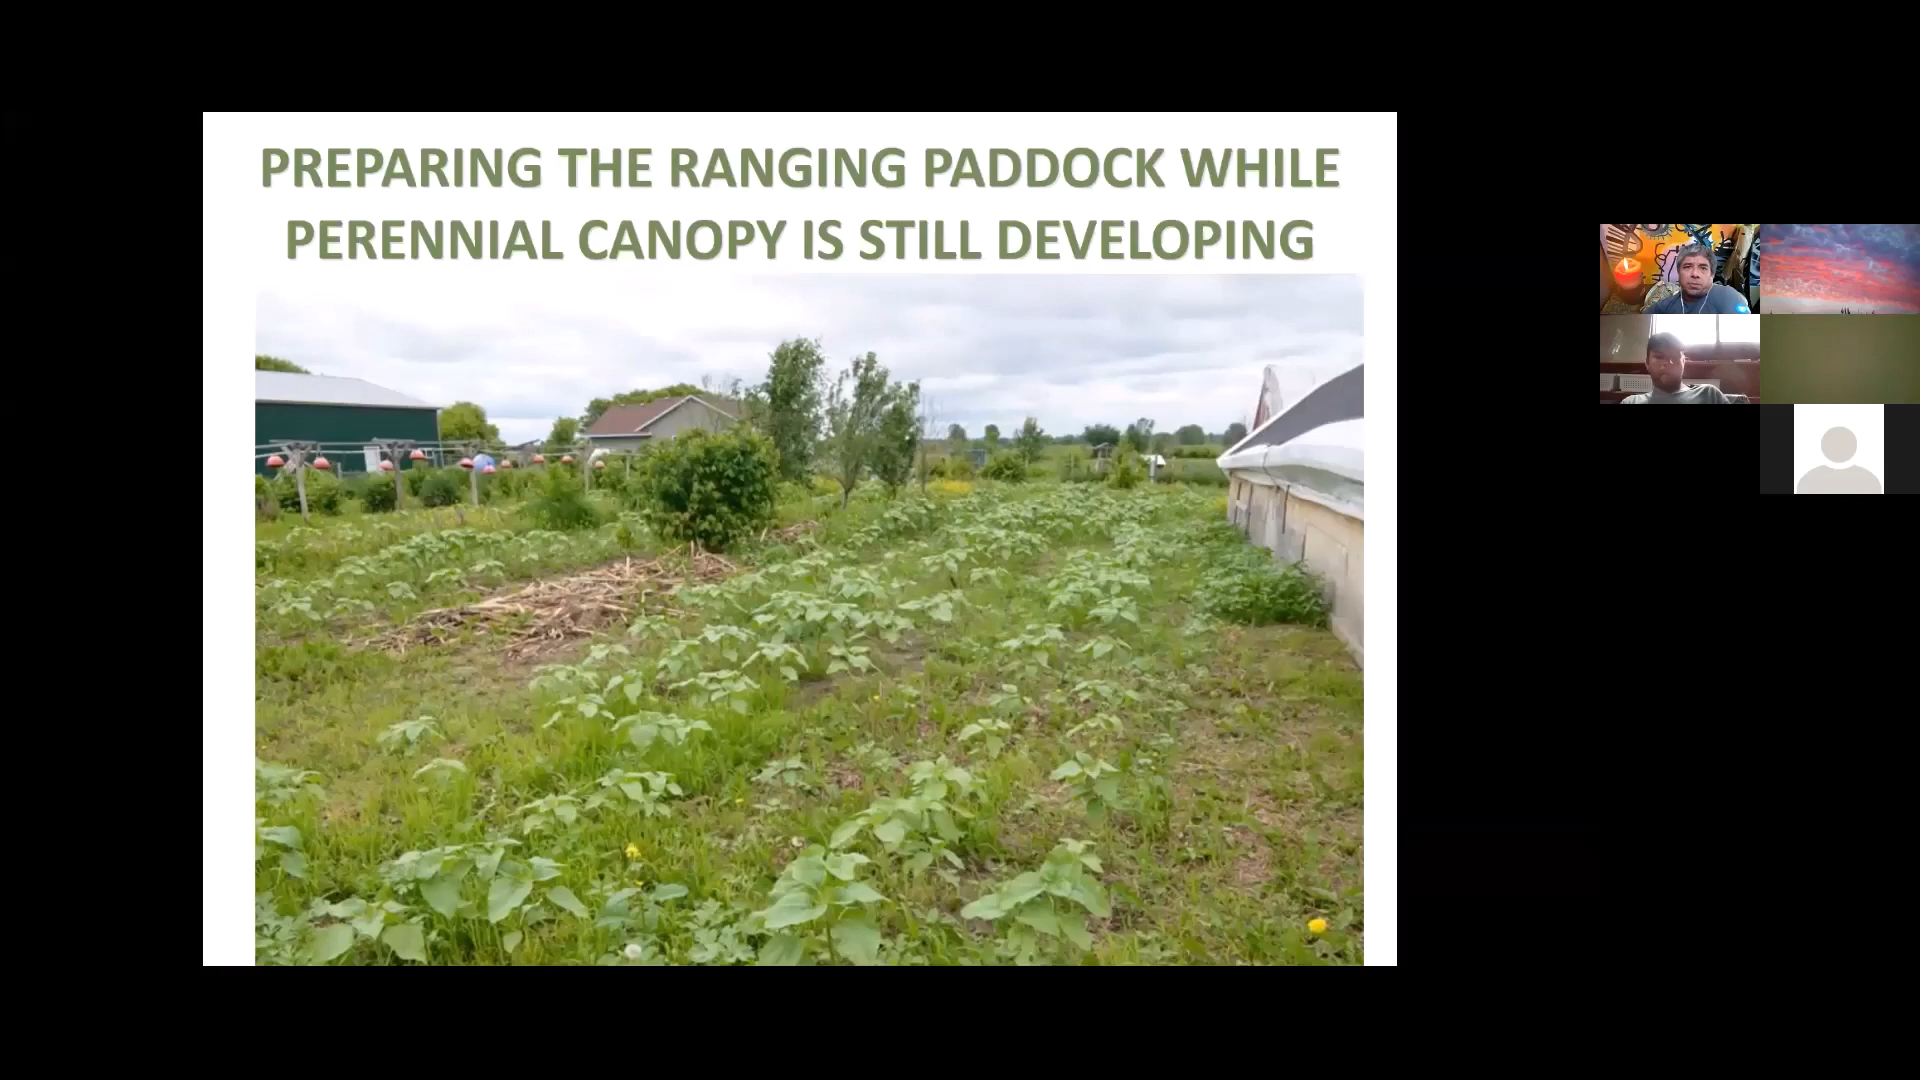 PREPARING THE RANGING PADDOCK WHILE
PERENNIAL CANOPY IS STILL DEVELOPING